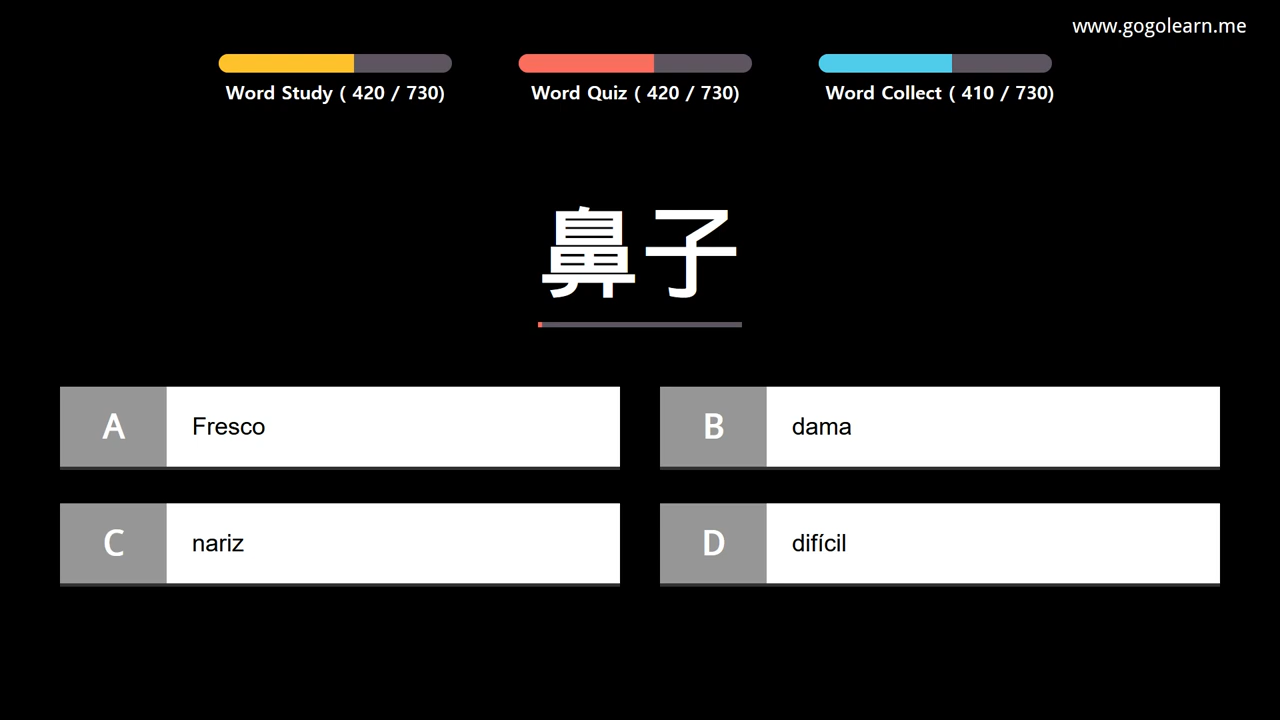 www.gogolearn.me
Word Study ( 420 / 730)
Word Quiz ( 420 / 730)
Word Collect ( 410 / 730)
鼻子
A Fresco
B dama
C nariz
D difícil